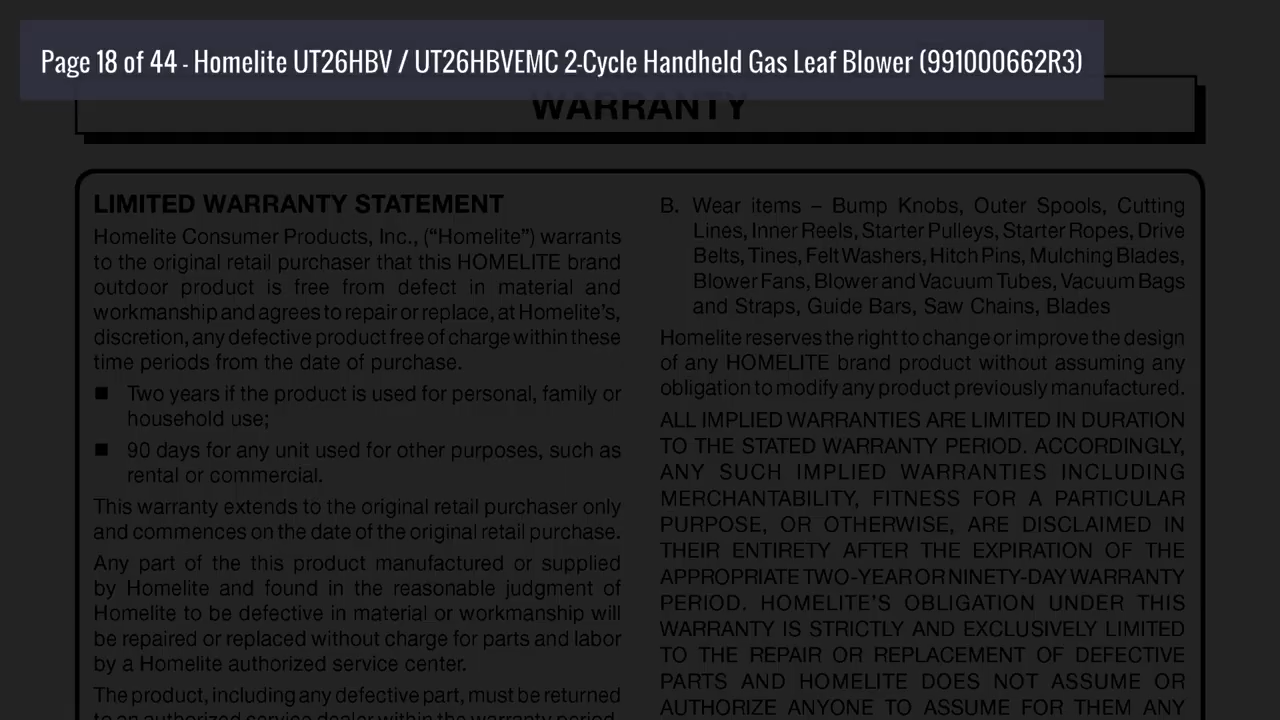 Page 18 of 44 - Homelite UT26HBV / UT26HBVEMC 2-Cycle Handheld Gas Leaf Blower (991000662R3)
WARRANTY
LIMITED WARRANTY STATEMENT
Homelite Consumer Products, Inc., (“Homelite”) warrants
to the original retail purchaser that this HOMELITE brand
outdoor product is free from defect in material and
workmanship and agrees to repair or replace, at Homelite’s,
discretion, any defective product free of charge within these
time periods from the date of purchase.
■ Two years if the product is used for personal, family or
household use;
■ 90 days for any unit used for other purposes, such as
rental or commercial.
This warranty extends to the original retail purchaser only
and commences on the date of the original retail purchase.
Any part of the this product manufactured or supplied
by Homelite and found in the reasonable judgment of
Homelite to be defective in material or workmanship will
be repaired or replaced without charge for parts and labor
by a Homelite authorized service center.
The product, including any defective part, must be returned
to an authorized service dealer within the warranty period.
B. Wear items – Bump Knobs, Outer Spools, Cutting
Lines, Inner Reels, Starter Pulleys, Starter Ropes, Drive
Belts, Tines, Felt Washers, Hitch Pins, Mulching Blades,
Blower Fans, Blower and Vacuum Tubes, Vacuum Bags
and Straps, Guide Bars, Saw Chains, Blades
Homelite reserves the right to change or improve the design
of any HOMELITE brand product without assuming any
obligation to modify any product previously manufactured.
ALL IMPLIED WARRANTIES ARE LIMITED IN DURATION
TO THE STATED WARRANTY PERIOD. ACCORDINGLY,
ANY SUCH IMPLIED WARRANTIES INCLUDING
MERCHANTABILITY, FITNESS FOR A PARTICULAR
PURPOSE, OR OTHERWISE, ARE DISCLAIMED IN
THEIR ENTIRETY AFTER THE EXPIRATION OF THE
APPROPRIATE TWO-YEAR OR NINETY-DAY WARRANTY
PERIOD. HOMELITE’S OBLIGATION UNDER THIS
WARRANTY IS STRICTLY AND EXCLUSIVELY LIMITED
TO THE REPAIR OR REPLACEMENT OF DEFECTIVE
PARTS AND HOMELITE DOES NOT ASSUME OR
AUTHORIZE ANYONE TO ASSUME FOR THEM ANY